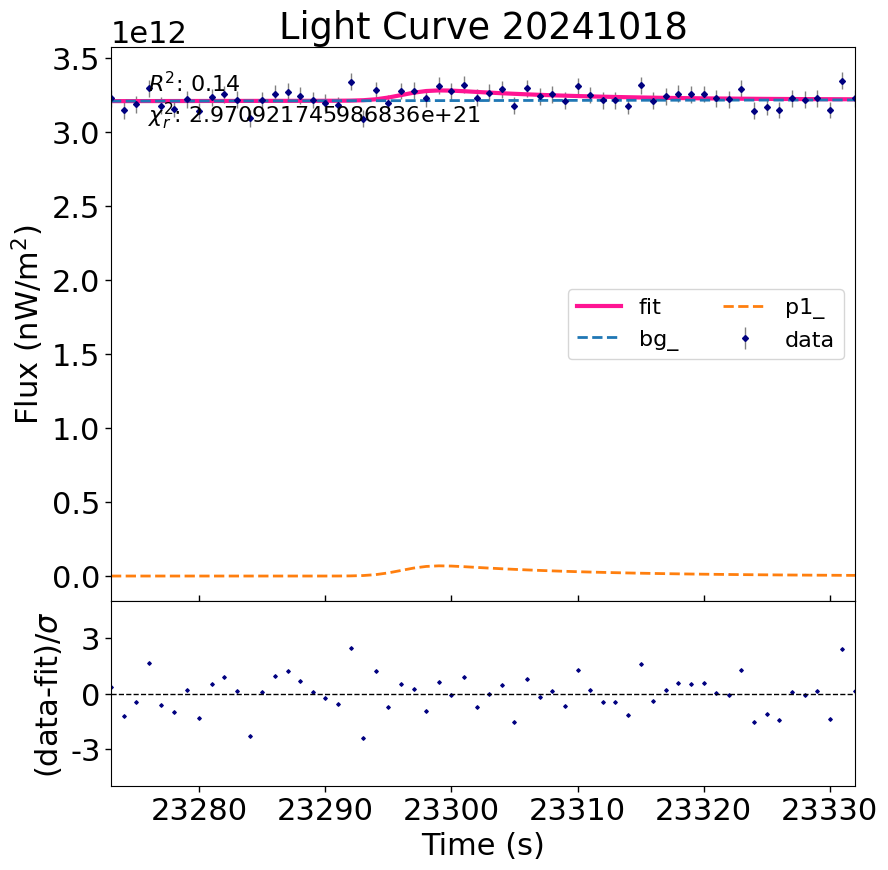 Light Curve 20241018
1e12
R²: 0.14
χ²ᵣ: 2.970921745986836e+21
3.5
3.0
2.5
2.0
1.5
1.0
0.5
0.0
Flux (nW/m²)
fit
bg_
p1_
data
3
0
-3
(data-fit)/σ
23280 23290 23300 23310 23320 23330
Time (s)